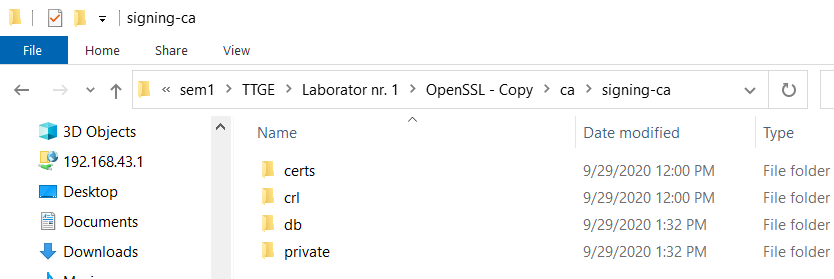 signing-ca
File Home Share View
« sem1 > TTGE > Laborator nr. 1 > OpenSSL - Copy > ca > signing-ca
Name Date modified Type
3D Objects
192.168.43.1
Desktop
Documents
Downloads
certs 9/29/2020 12:00 PM File folder
crl 9/29/2020 12:00 PM File folder
db 9/29/2020 1:32 PM File folder
private 9/29/2020 1:32 PM File folder